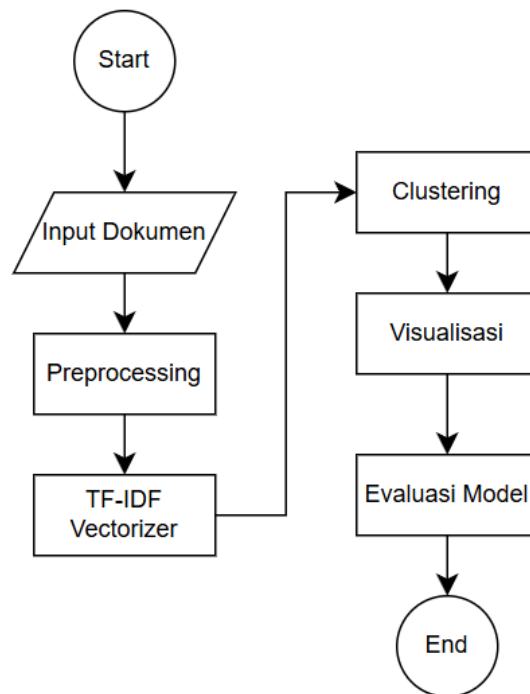 Start
Input Dokumen
Preprocessing
TF-IDF
Vectorizer
Clustering
Visualisasi
Evaluasi Model
End